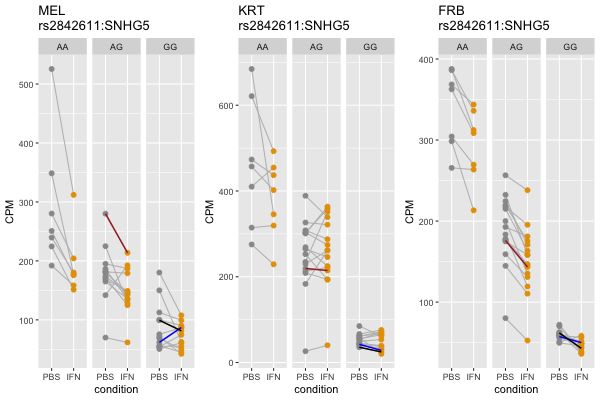 MEL
rs2842611:SNHG5
AA AG GG
CPM
500
400
300
200
100
PBS IFN PBS IFN PBS IFN
condition
KRT
rs2842611:SNHG5
AA AG GG
CPM
600
400
200
0
PBS IFN PBS IFN PBS IFN
condition
FRB
rs2842611:SNHG5
AA AG GG
CPM
400
300
200
100
PBS IFN PBS IFN PBS IFN
condition